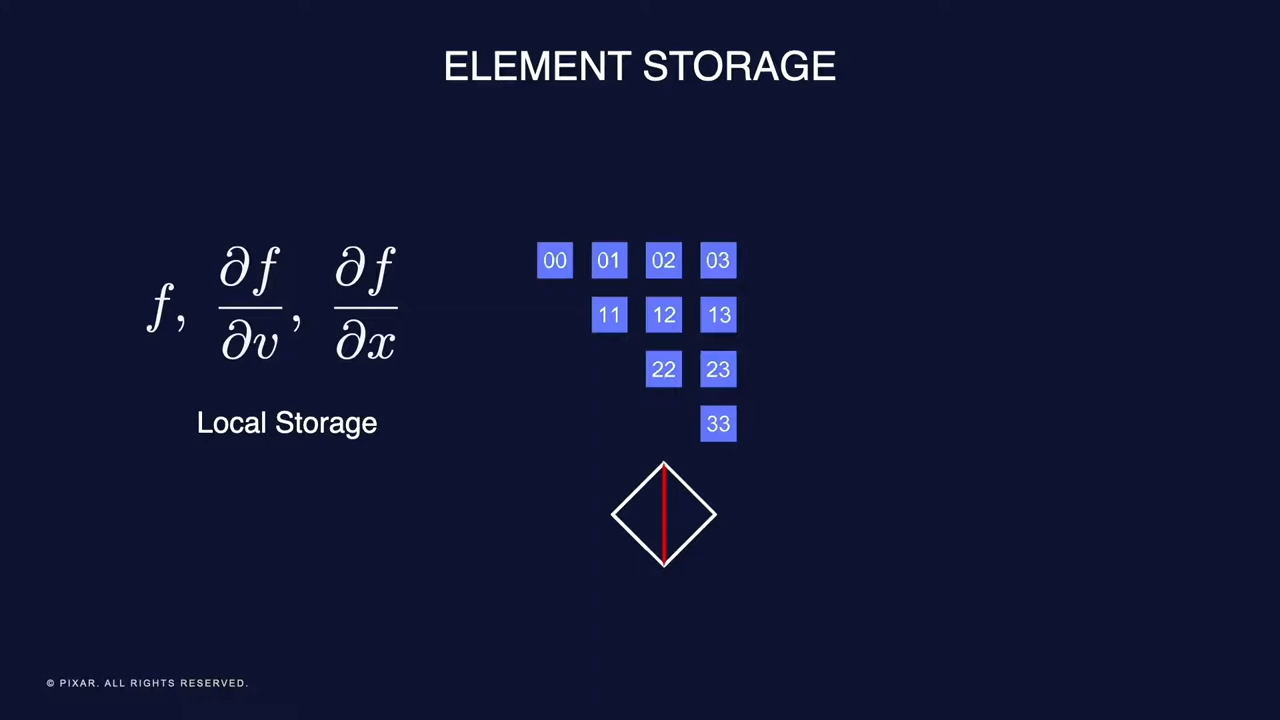 ELEMENT STORAGE
f, ∂f/∂v, ∂f/∂x
Local Storage
00 01 02 03
11 12 13
22 23
33
© PIXAR. ALL RIGHTS RESERVED.